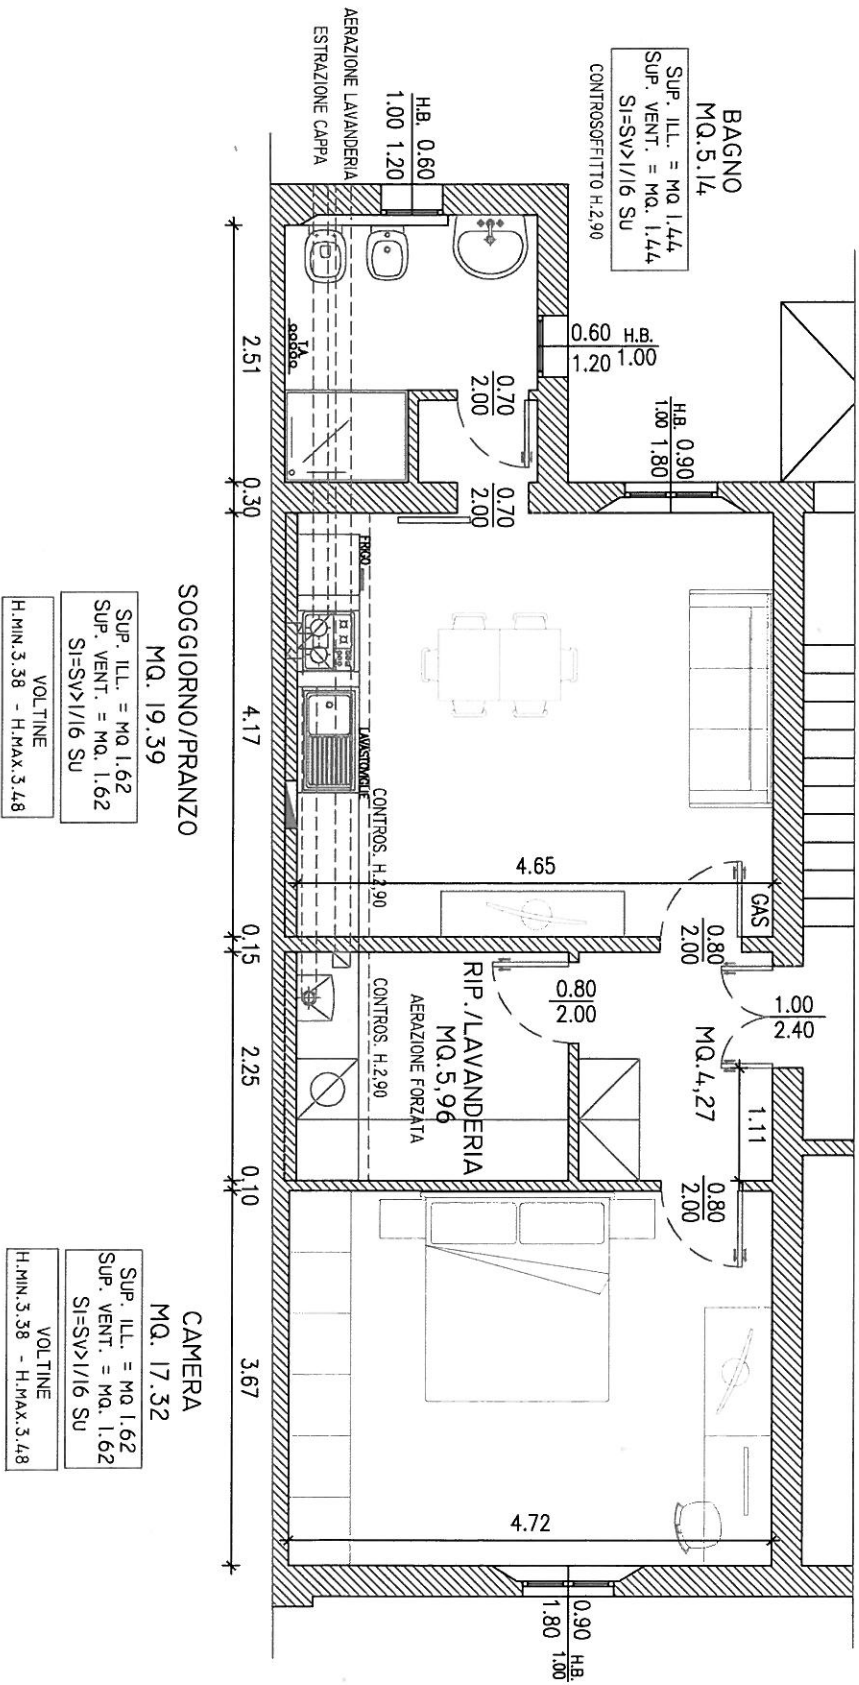 BAGNO
MQ.5.14
SUP. ILL. = MQ 1.44
SUP. VENT. = MQ. 1.44
SI=SV>1/16 SU
CONTROSOFFITTO H.2,90
AERAZIONE LAVANDERIA
ESTRAZIONE CAPPA
H.B. 0.60
1.00 1.20
0.60 H.B.
1.20 1.00
H.B. 0.90
1.00 1.80
0.70
2.00
0.70
2.00
T.A.
FRIGO
LAVASTOVIGLIE
CONTROS. H.2,90
4.65
GAS
0.80
2.00
1.00
2.40
MQ.4,27
1.11
0.80
2.00
RIP./LAVANDERIA
MQ.5,96
AERAZIONE FORZATA
CONTROS. H.2,90
0.80
2.00
4.72
0.90 H.B.
1.80 1.00
2.51
0.30
4.17
0.15
2.25
0.10
3.67
SOGGIORNO/PRANZO
MQ. 19.39
SUP. ILL. = MQ 1.62
SUP. VENT. = MQ. 1.62
SI=SV>1/16 SU
VOLTINE
H.MIN.3.38 - H.MAX.3.48
CAMERA
MQ. 17.32
SUP. ILL. = MQ 1.62
SUP. VENT. = MQ. 1.62
SI=SV>1/16 SU
VOLTINE
H.MIN.3.38 - H.MAX.3.48